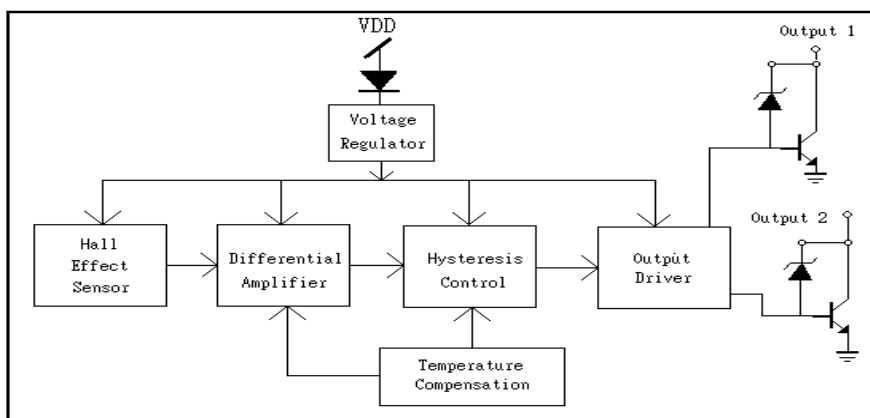 VDD
Output 1
Voltage
Regulator
Output 2
Hall
Effect
Sensor
Differential
Amplifier
Hysteresis
Control
Output
Driver
Temperature
Compensation